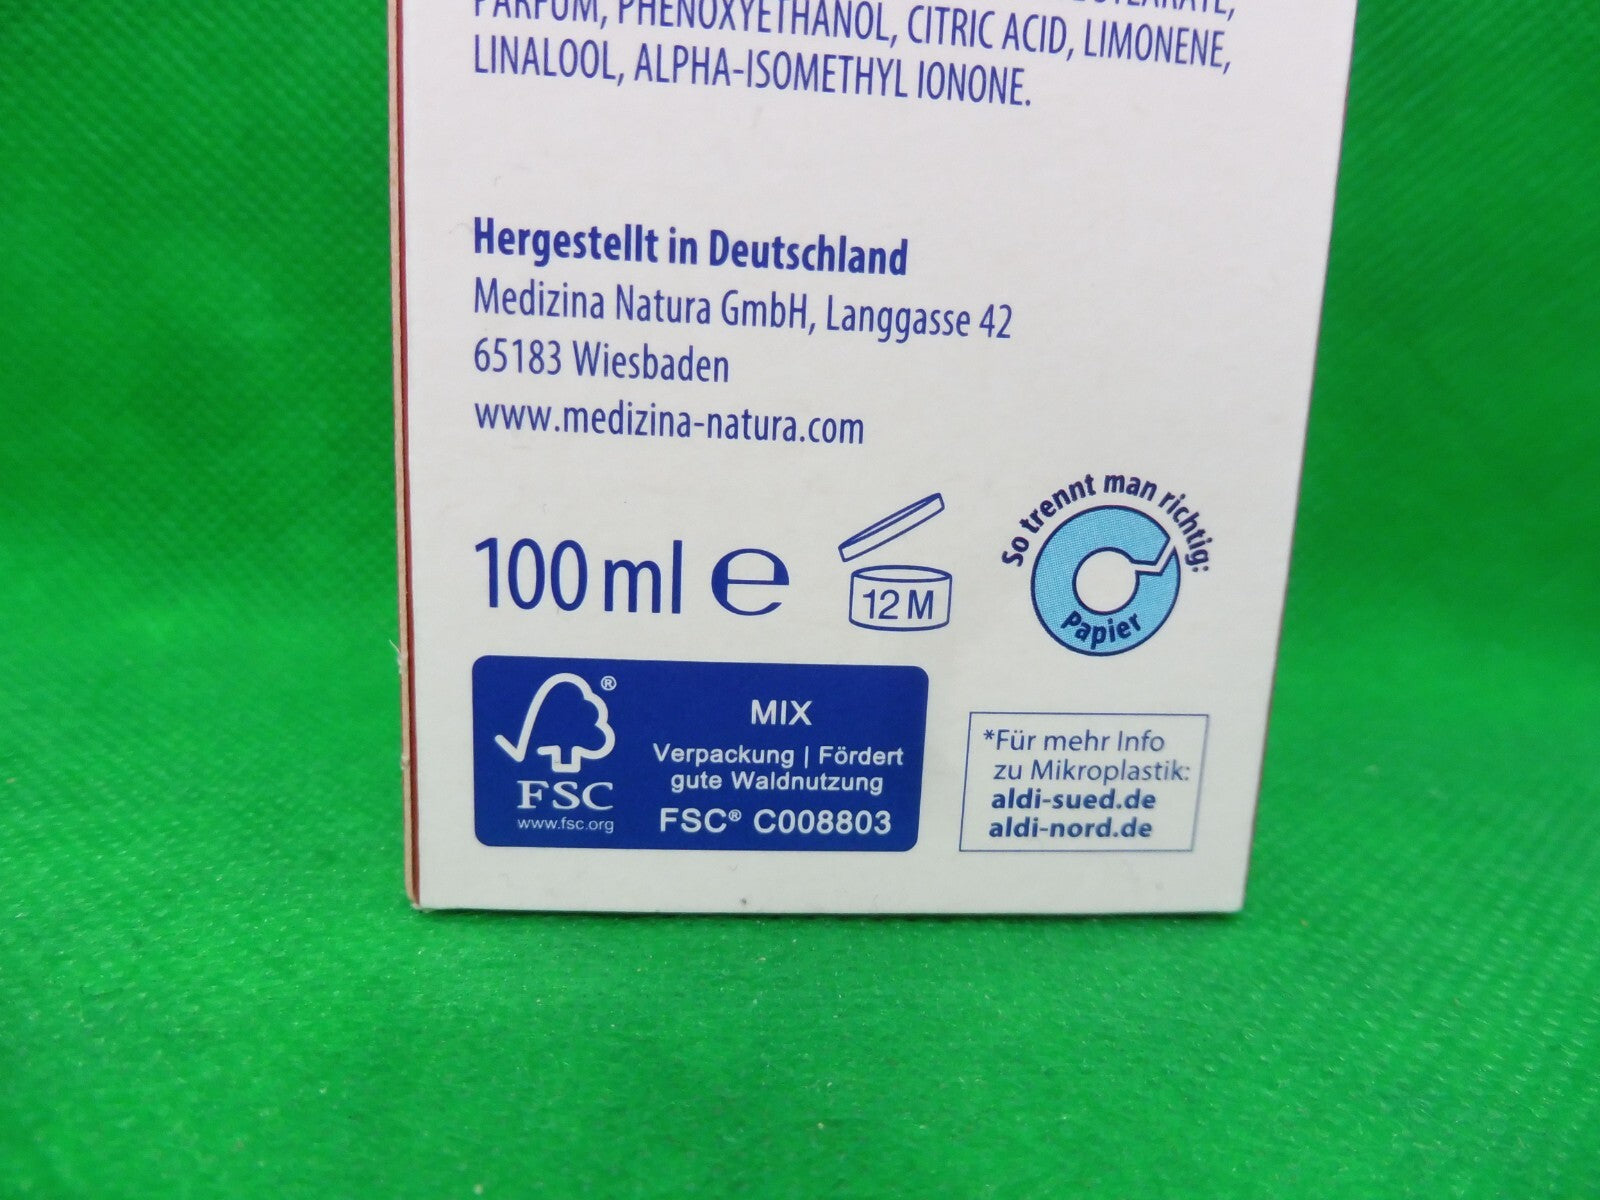 PARFUM, PHENOXYETHANOL, CITRIC ACID, LIMONENE,
LINALOOL, ALPHA-ISOMETHYL IONONE.
Hergestellt in Deutschland
Medizina Natura GmbH, Langgasse 42
65183 Wiesbaden
www.medizina-natura.com
100 ml e
12 M
So trennt man richtig:
Papier
FSC®
www.fsc.org
MIX
Verpackung | Fördert
gute Waldnutzung
FSC® C008803
*Für mehr Info
zu Mikroplastik:
aldi-sued.de
aldi-nord.de